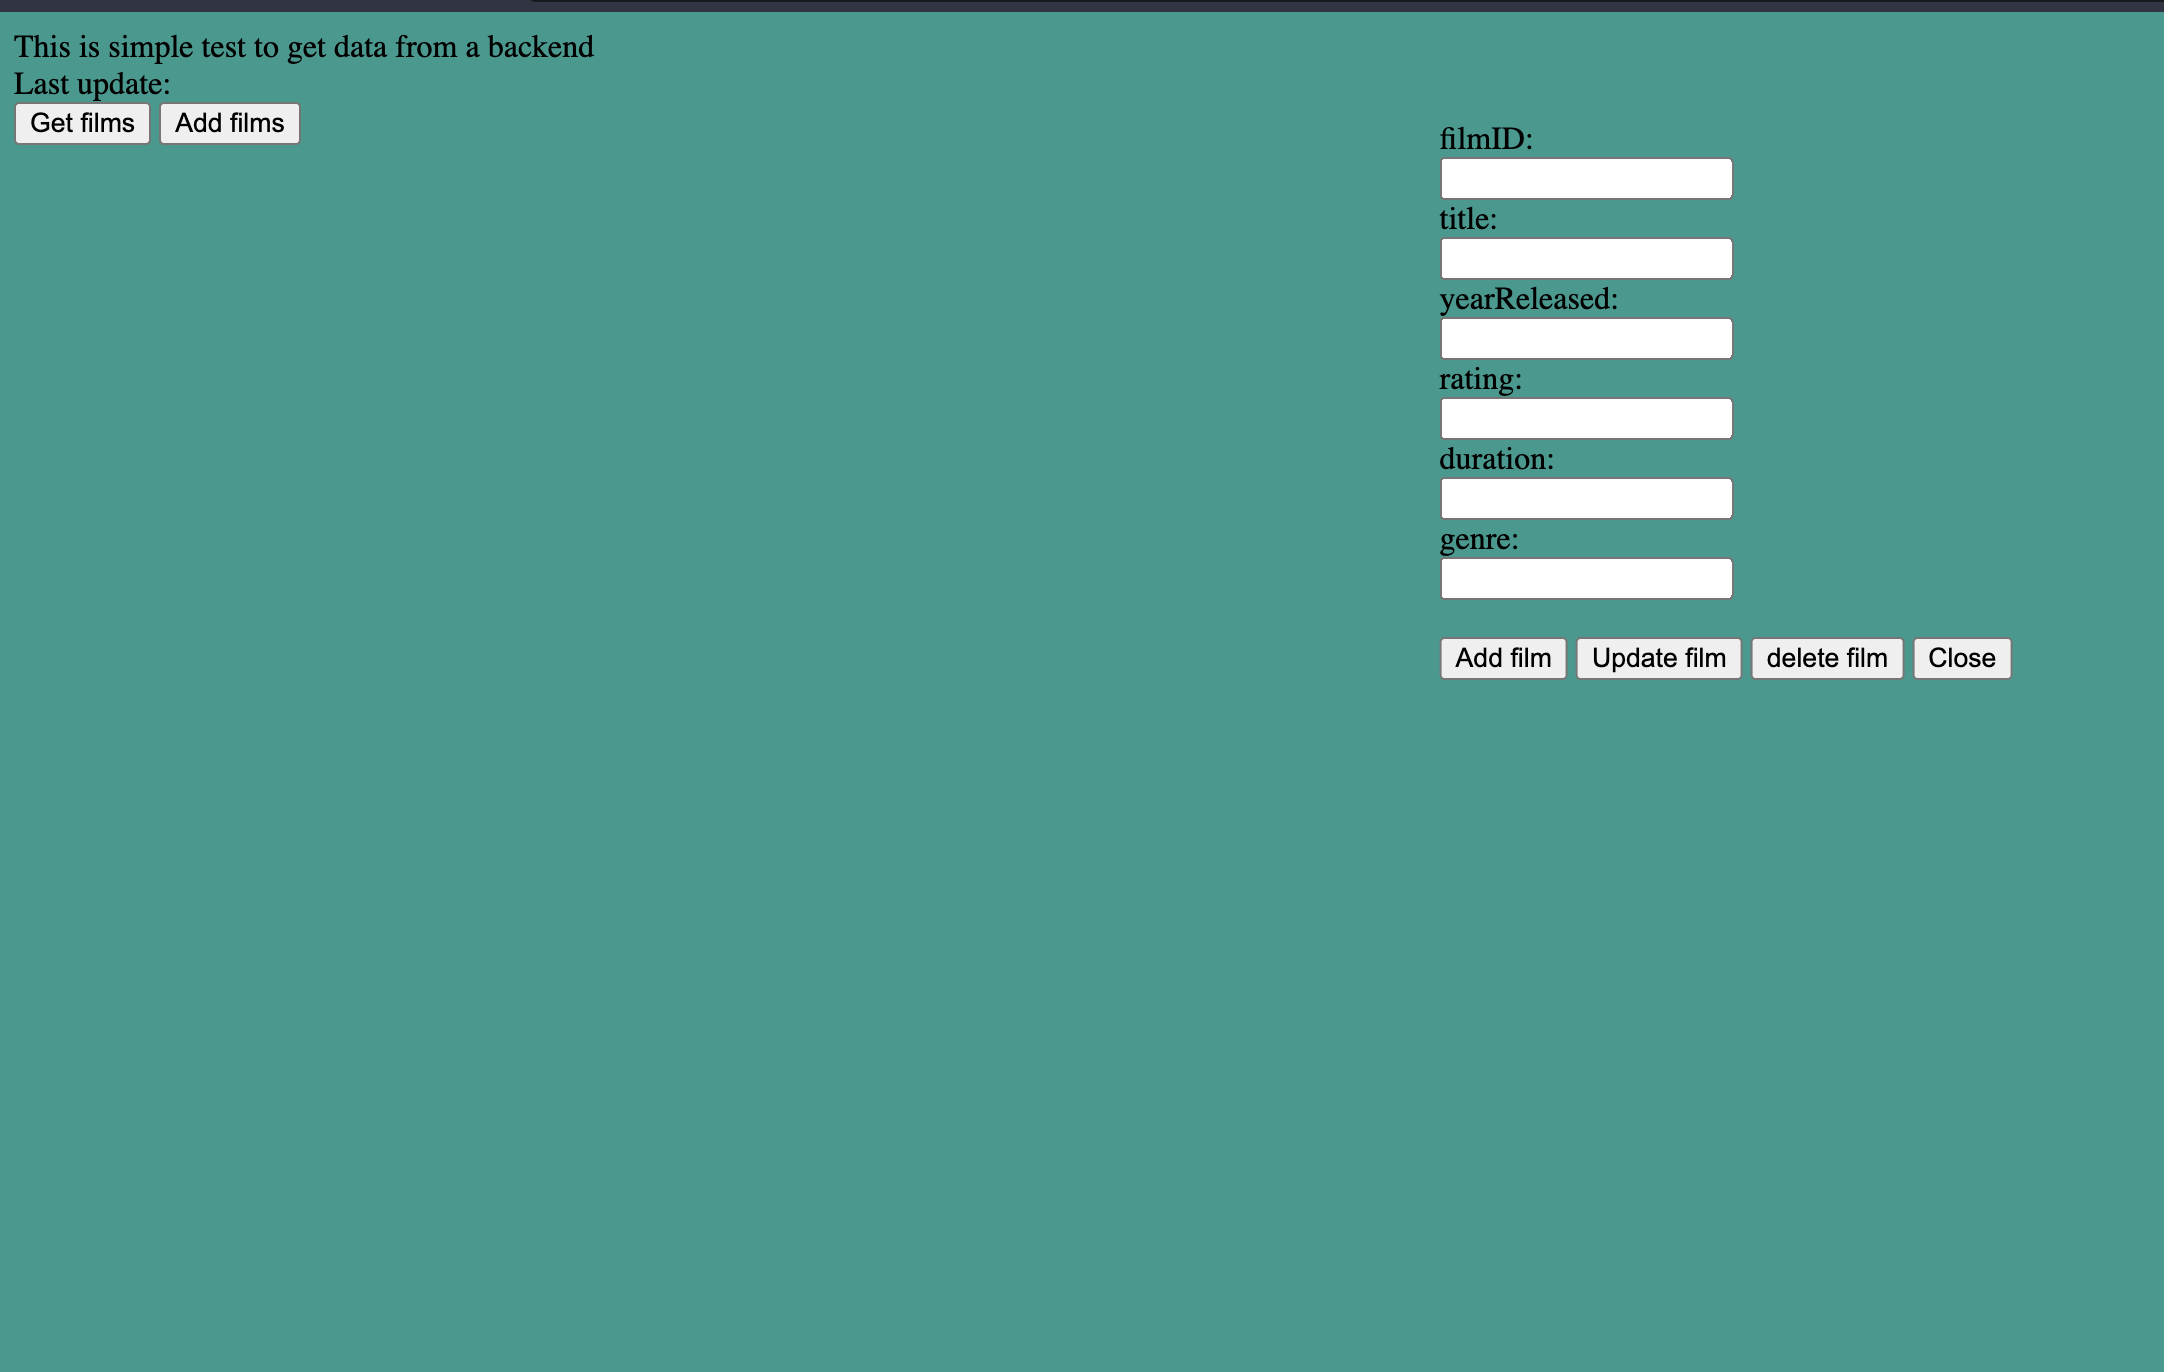 This is simple test to get data from a backend
Last update:
Get films Add films
filmID:
title:
yearReleased:
rating:
duration:
genre:
Add film Update film delete film Close